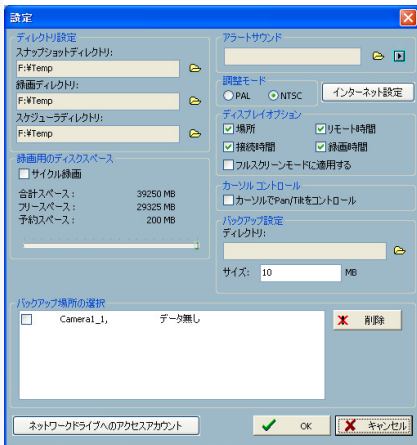 設定
ディレクトリ設定
スナップショットディレクトリ:
F:¥Temp
録画ディレクトリ:
F:¥Temp
スケジューラディレクトリ:
F:¥Temp
録画用のディスクスペース
サイクル録画
合計スペース: 39250 MB
フリースペース: 29325 MB
予約スペース: 200 MB
アラートサウンド
調整モード
PAL NTSC
インターネット設定
ディスプレイオプション
場所 リモート時間
接続時間 録画時間
フルスクリーンモードに適用する
カーソル コントロール
カーソルでPan/Tiltをコントロール
バックアップ設定
ディレクトリ:
サイズ: 10 MB
バックアップ場所の選択
Camera1_1, データ無し
削除
ネットワークドライブへのアクセスアカウント
OK
キャンセル